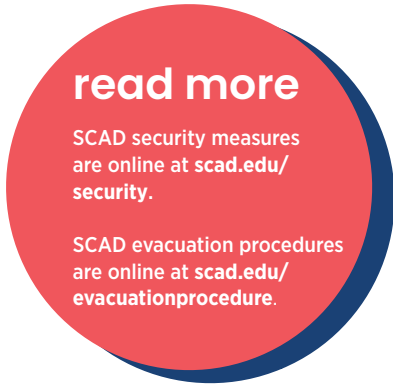 read more
SCAD security measures
are online at scad.edu/
security.
SCAD evacuation procedures
are online at scad.edu/
evacuationprocedure.